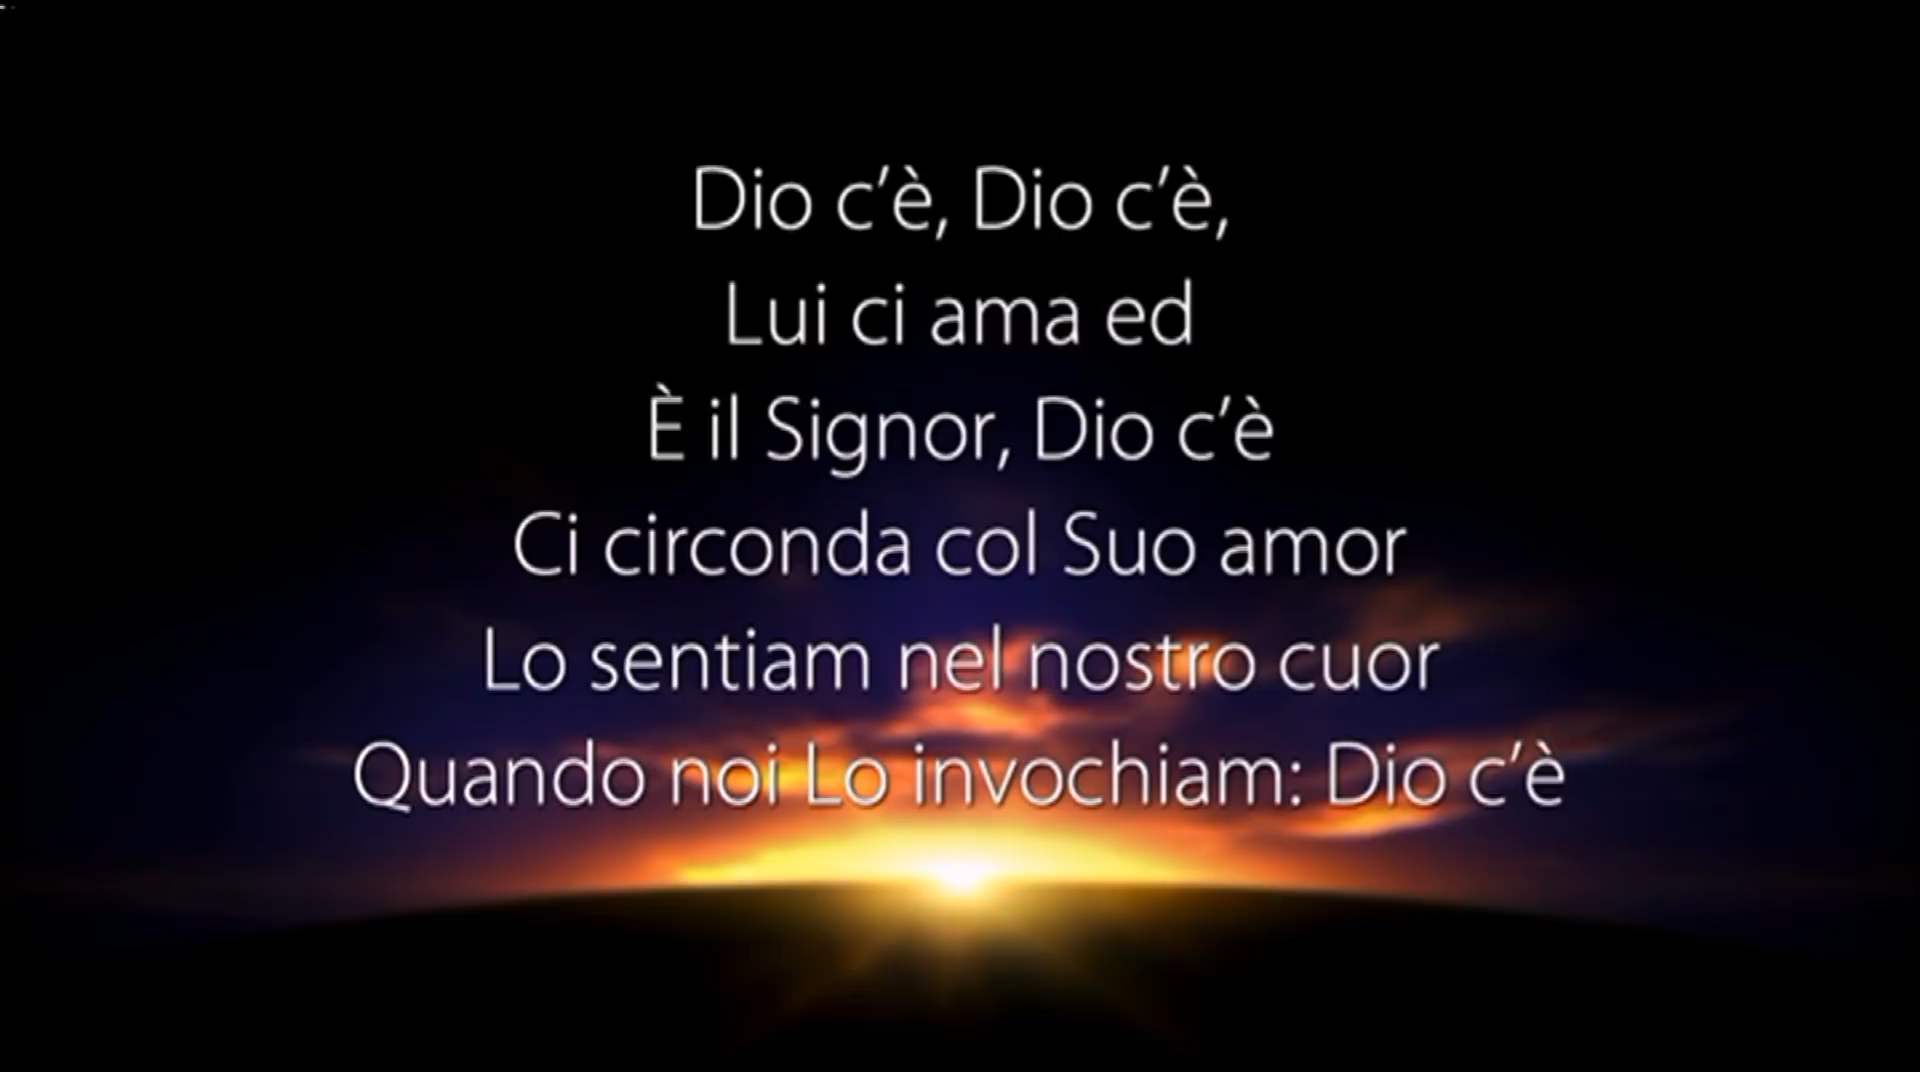 Dio c’è, Dio c’è,
Lui ci ama ed
È il Signor, Dio c’è
Ci circonda col Suo amor
Lo sentiam nel nostro cuor
Quando noi Lo invochiam: Dio c’è